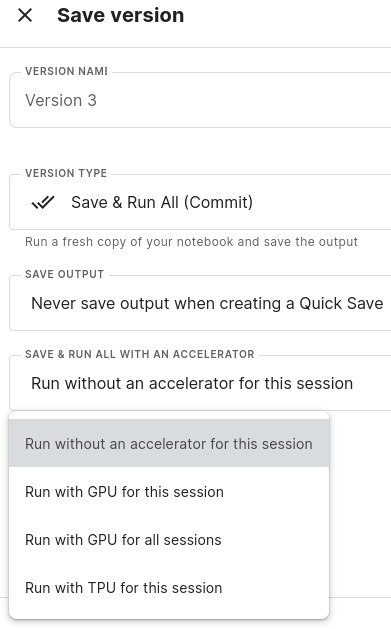 Save version
VERSION NAME
Version 3
VERSION TYPE
Save & Run All (Commit)
Run a fresh copy of your notebook and save the output
SAVE OUTPUT
Never save output when creating a Quick Save
SAVE & RUN ALL WITH AN ACCELERATOR
Run without an accelerator for this session
Run without an accelerator for this session
Run with GPU for this session
Run with GPU for all sessions
Run with TPU for this session